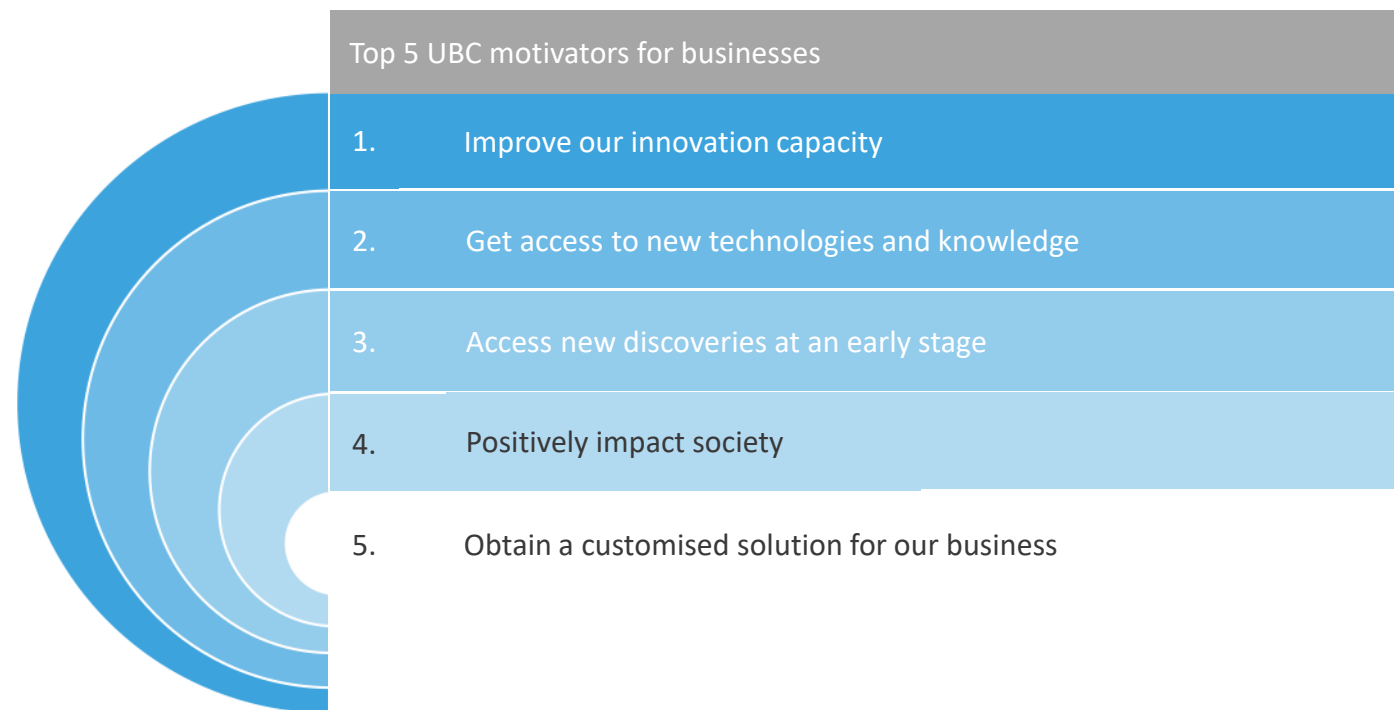 Top 5 UBC motivators for businesses
1. Improve our innovation capacity
2. Get access to new technologies and knowledge
3. Access new discoveries at an early stage
4. Positively impact society
5. Obtain a customised solution for our business